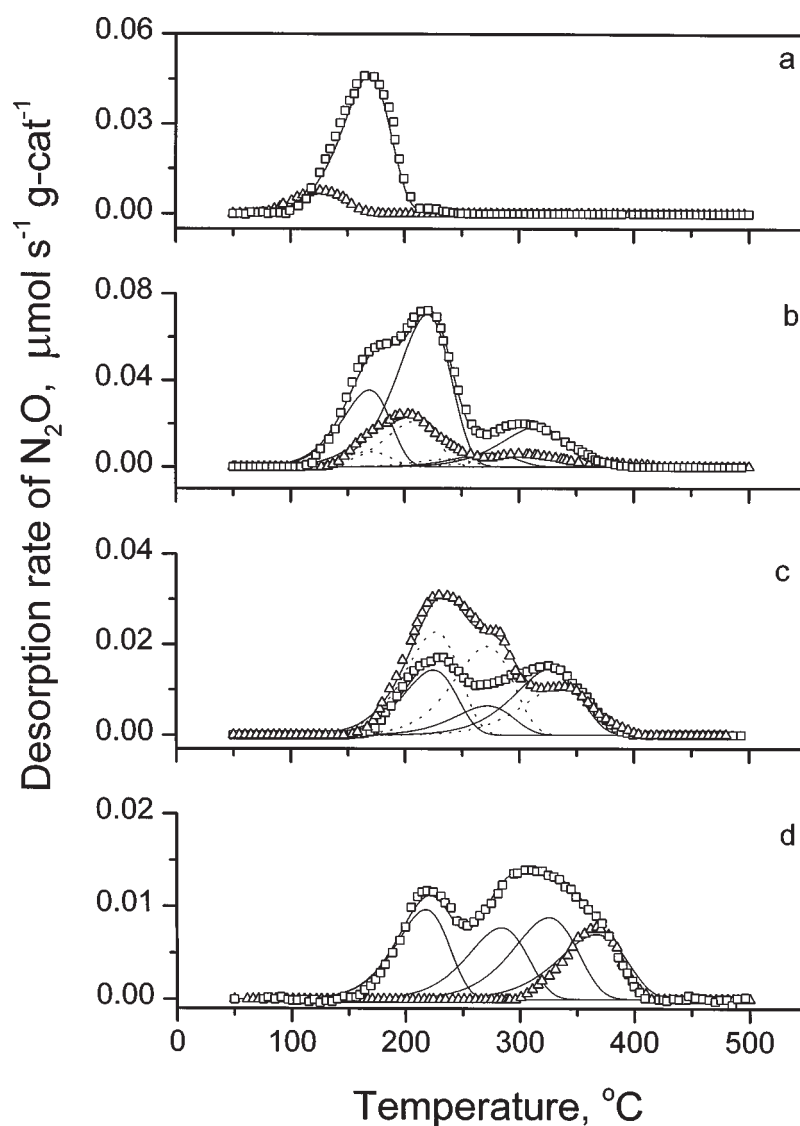 Desorption rate of N₂O, μmol s⁻¹ g-cat⁻¹
0.06
0.03
0.00
a
0.08
0.04
0.00
b
0.04
0.02
0.00
c
0.02
0.01
0.00
d
0 100 200 300 400 500
Temperature, °C